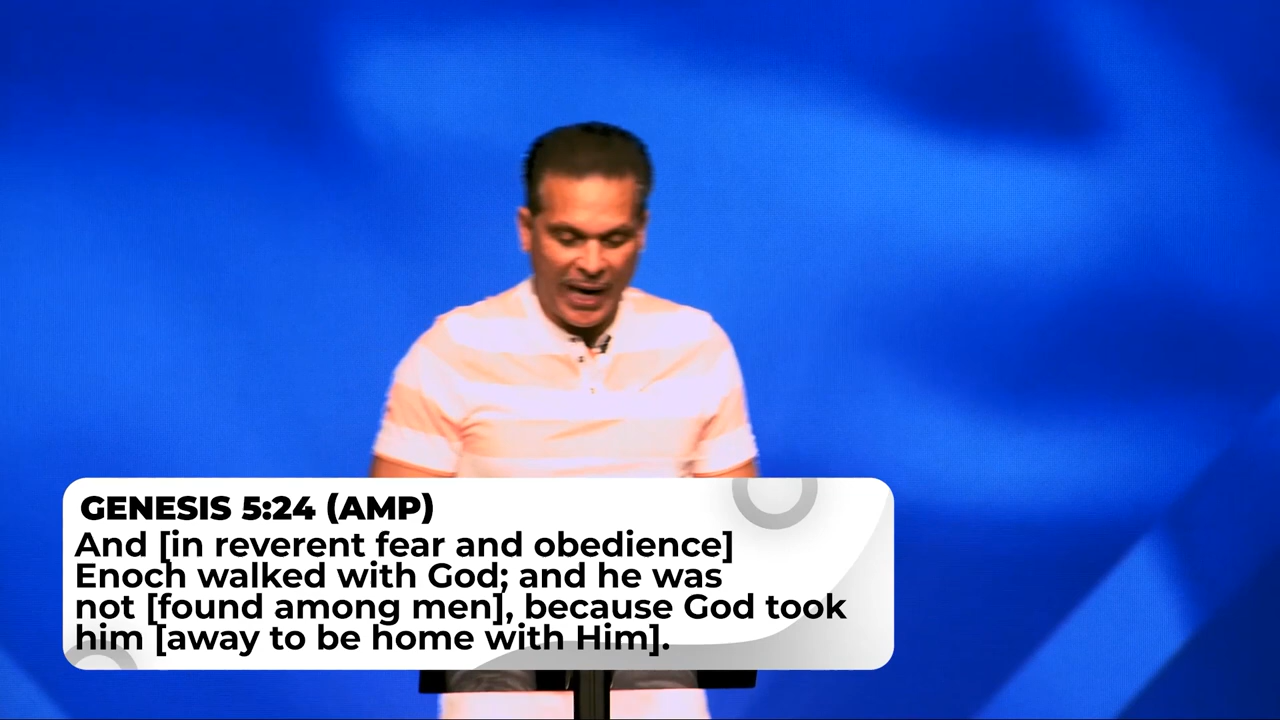 GENESIS 5:24 (AMP)
And [in reverent fear and obedience]
Enoch walked with God; and he was
not [found among men], because God took
him [away to be home with Him].